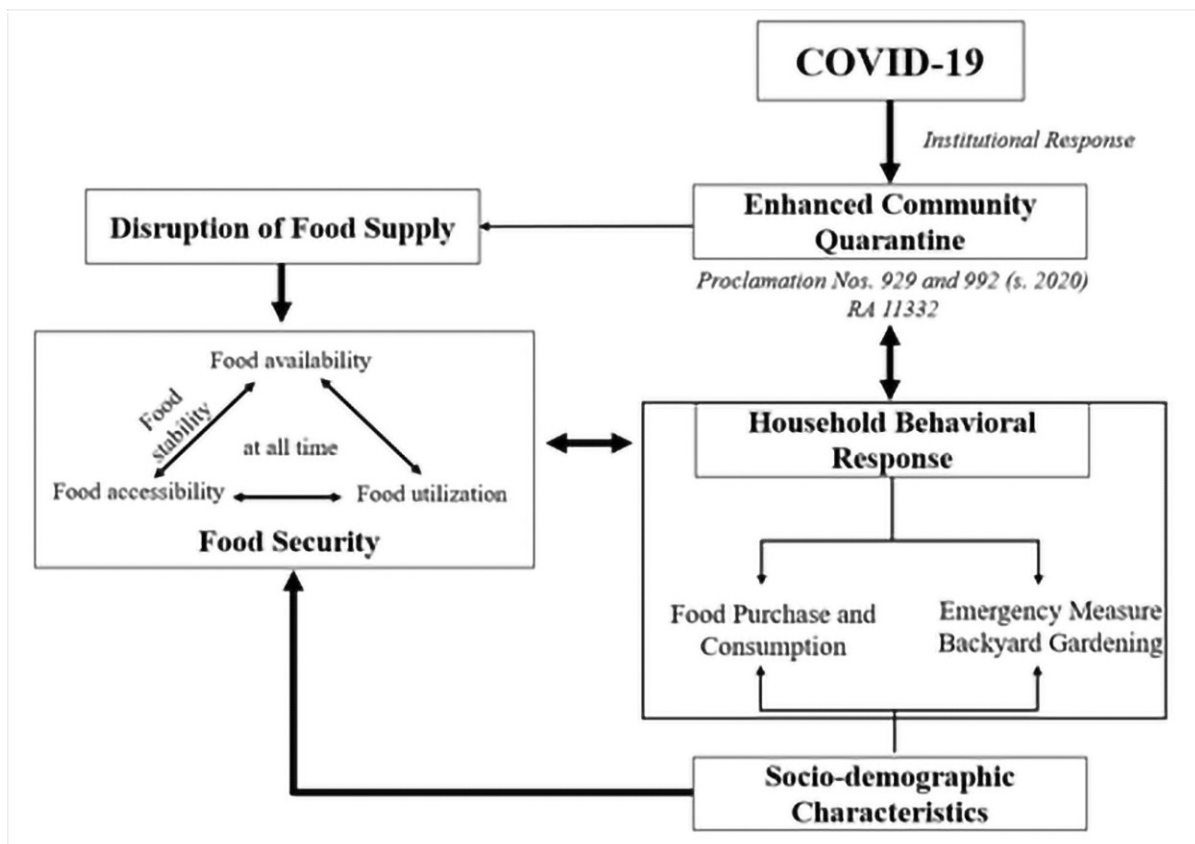 COVID-19
Institutional Response
Enhanced Community
Quarantine
Proclamation Nos. 929 and 992 (s. 2020)
RA 11332
Disruption of Food Supply
Food availability
Food
stability
at all time
Food accessibility
Food utilization
Food Security
Household Behavioral
Response
Food Purchase and
Consumption
Emergency Measure
Backyard Gardening
Socio-demographic
Characteristics